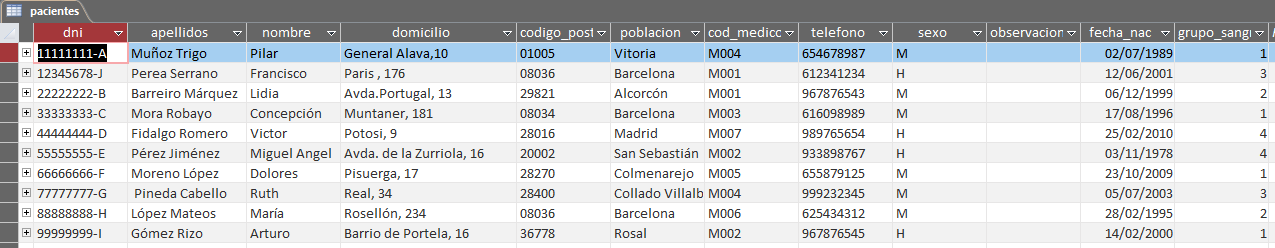 pacientes
dni apellidos nombre domicilio codigo_post poblacion cod_medico telefono sexo observacion fecha_nac grupo_sangr
11111111-A Muñoz Trigo Pilar General Alava,10 01005 Vitoria M004 654678987 M 02/07/1989 1
12345678-J Perea Serrano Francisco Paris , 176 08036 Barcelona M001 612341234 H 12/06/2001 3
22222222-B Barreiro Márquez Lidia Avda.Portugal, 13 29821 Alcorcón M001 967876543 M 06/12/1999 2
33333333-C Mora Robayo Concepción Muntaner, 181 08034 Barcelona M003 616098989 M 17/08/1996 1
44444444-D Fidalgo Romero Victor Potosi, 9 28016 Madrid M007 989765654 H 25/02/2010 4
55555555-E Pérez Jiménez Miguel Angel Avda. de la Zurriola, 16 20002 San Sebastián M002 933898767 H 03/11/1978 4
66666666-F Moreno López Dolores Pisuerga, 17 28270 Colmenarejo M005 655879125 M 23/10/2009 1
77777777-G Pineda Cabello Ruth Real, 34 28400 Collado Villalb M004 999232345 M 05/07/2003 3
88888888-H López Mateos María Rosellón, 234 08036 Barcelona M006 625434312 M 28/02/1995 2
99999999-I Gómez Rizo Arturo Barrio de Portela, 16 36778 Rosal M002 967876545 H 14/02/2000 1